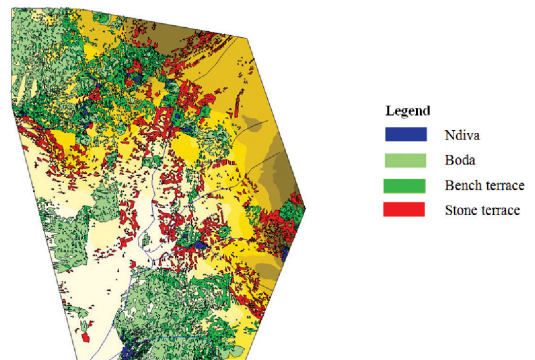 Legend
Ndiva
Boda
Bench terrace
Stone terrace